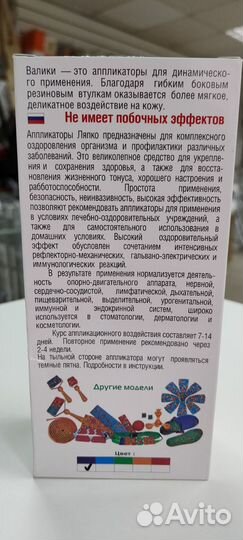 Валики — это аппликаторы для динамическо-
го применения. Благодаря гибким боковым
резиновым втулкам оказывается более мягкое,
деликатное воздействие на кожу.
Не имеет побочных эффектов
Аппликаторы Ляпко предназначены для комплексного
оздоровления организма и профилактики различных
заболеваний. Это великолепное средство для укрепле-
ния и сохранения здоровья, а также для восста-
новления жизненного тонуса, хорошего настроения и
работоспособности. Простота применения,
безопасность, неинвазивность, высокая эффективность
позволяют рекомендовать аппликаторы для применения
в условиях лечебно-оздоровительных учреждений, а
также для самостоятельного использования в
домашних условиях. Высокий оздоровительный
эффект обусловлен сочетанием интенсивных
рефлекторно-механических, гальвано-электрических и
иммунологических реакций.
В результате применения нормализуется деятель-
ность опорно-двигательного аппарата, нервной,
сердечно-сосудистой, лимфатической, дыхательной,
пищеварительной, выделительной, урогенитальной,
иммунной и эндокринной систем, широко
используется в стоматологии, дерматологии и
косметологии.
Курс аппликационного воздействия составляет 7-14
дней. Повторное применение рекомендовано через
2-4 недели.
На тыльной стороне аппликатора могут проявляться
темные пятна. Подробности в инструкции.
Другие модели
Цвет :
Avito